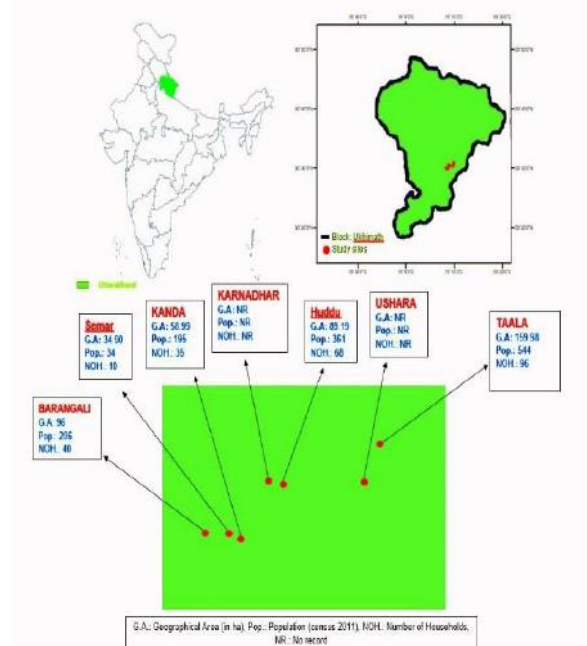 Block: Ukhimath
Study sites
Uttarakhand
KARNADHAR
G.A: NR
Pop.: NR
NOH.: NR
KANDA
G.A: 58.99
Pop.: 195
NOH.: 35
Semar
G.A: 34.90
Pop.: 34
NOH.: 10
Huddu
G.A: 89.19
Pop.: 361
NOH.: 68
USHARA
G.A: NR
Pop.: NR
NOH.: NR
TAALA
G.A: 159.98
Pop.: 544
NOH.: 96
BARANGALI
G.A: 96
Pop.: 206
NOH.: 40
G.A.: Geographical Area (in ha), Pop.: Population (census 2011), NOH.: Number of Households,
NR.: No record